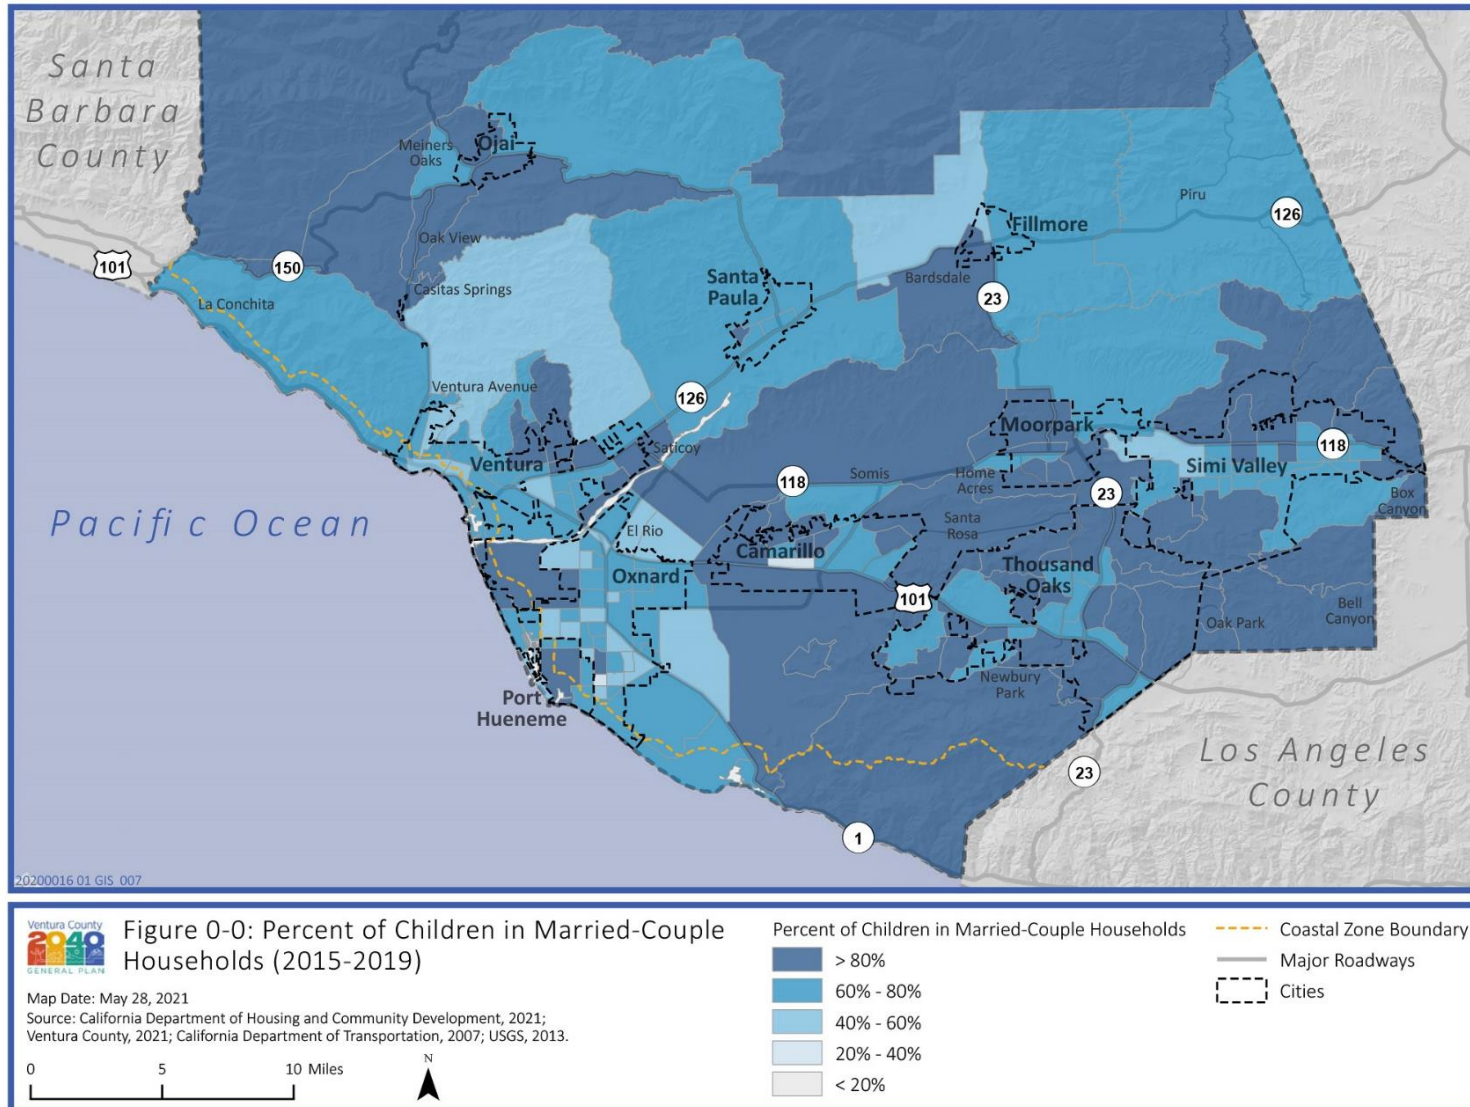 Santa
Barbara
County
Meiners
Oaks
Ojai
Piru
126
Fillmore
101
150
Oak View
Santa
Paula
Bardsdale
Casitas Springs
23
La Conchita
Ventura Avenue
126
Moorpark
Ventura
Saticoy
118
Simi Valley
118
Somis
Home
Acres
23
Box
Canyon
Pacific Ocean
El Rio
Santa
Rosa
Camarillo
Oxnard
Thousand
Oaks
101
Oak Park
Bell
Canyon
Newbury
Park
Port
Hueneme
Los Angeles
County
23
1
20200016 01 GIS 007
Ventura County
2040
GENERAL PLAN
Figure 0-0: Percent of Children in Married-Couple
Households (2015-2019)
Map Date: May 28, 2021
Source: California Department of Housing and Community Development, 2021;
Ventura County, 2021; California Department of Transportation, 2007; USGS, 2013.
0 5 10 Miles
N
Percent of Children in Married-Couple Households
> 80%
60% - 80%
40% - 60%
20% - 40%
< 20%
Coastal Zone Boundary
Major Roadways
Cities